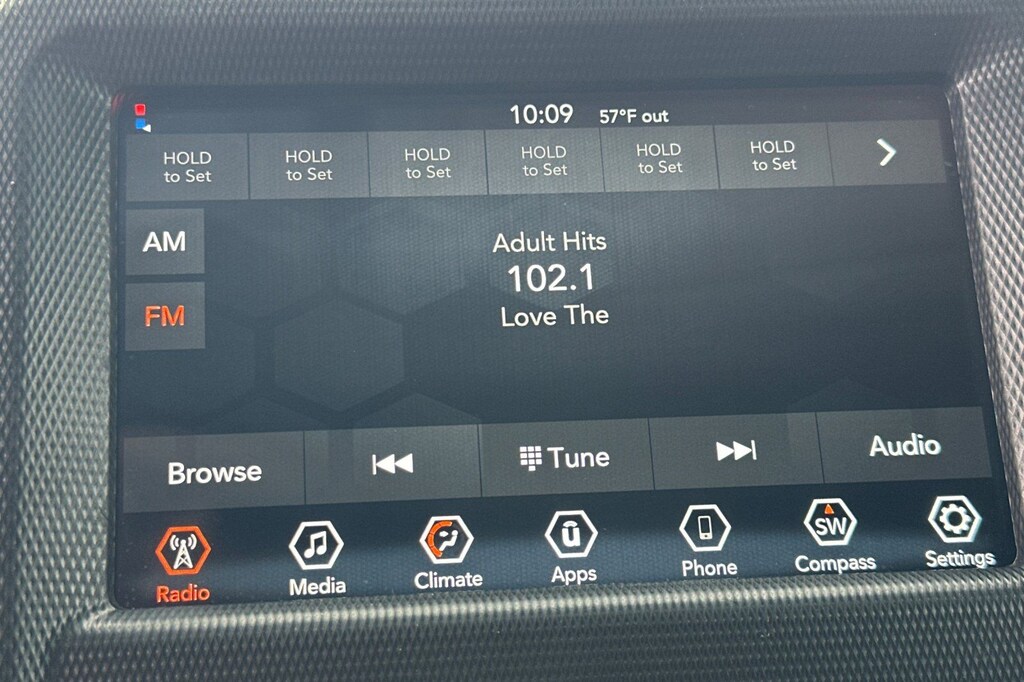 10:09 57°F out
HOLD to Set
HOLD to Set
HOLD to Set
HOLD to Set
HOLD to Set
HOLD to Set
AM
FM
Adult Hits
102.1
Love The
Browse
Tune
Audio
Radio
Media
Climate
u
Apps
Phone
SW
Compass
Settings